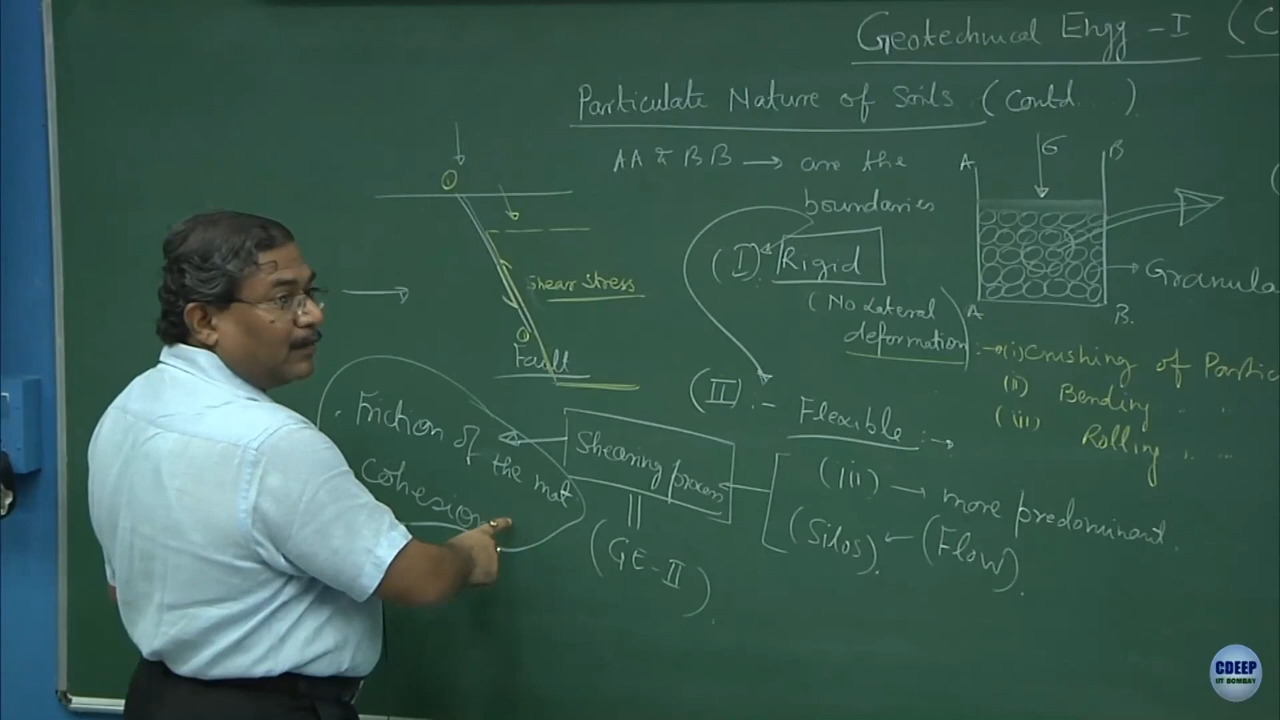 Geotechnical Engg - I (C
Particulate Nature of Soils (Contd...)
AA & BB → are the
boundaries
(I) Rigid
(No Lateral
deformation)
→ (i) Crushing of Partic
(ii) Bending " "
(iii) Rolling " "
(II) :- Flexible :→
(iii) → more predominant.
(Silos) ← (Flow)
Shearing process
(GE-II)
Friction of the mat
Cohesion
Shear Stress
Fault
A
B
σ
A
B.
Granula
CDEEP
IIT BOMBAY